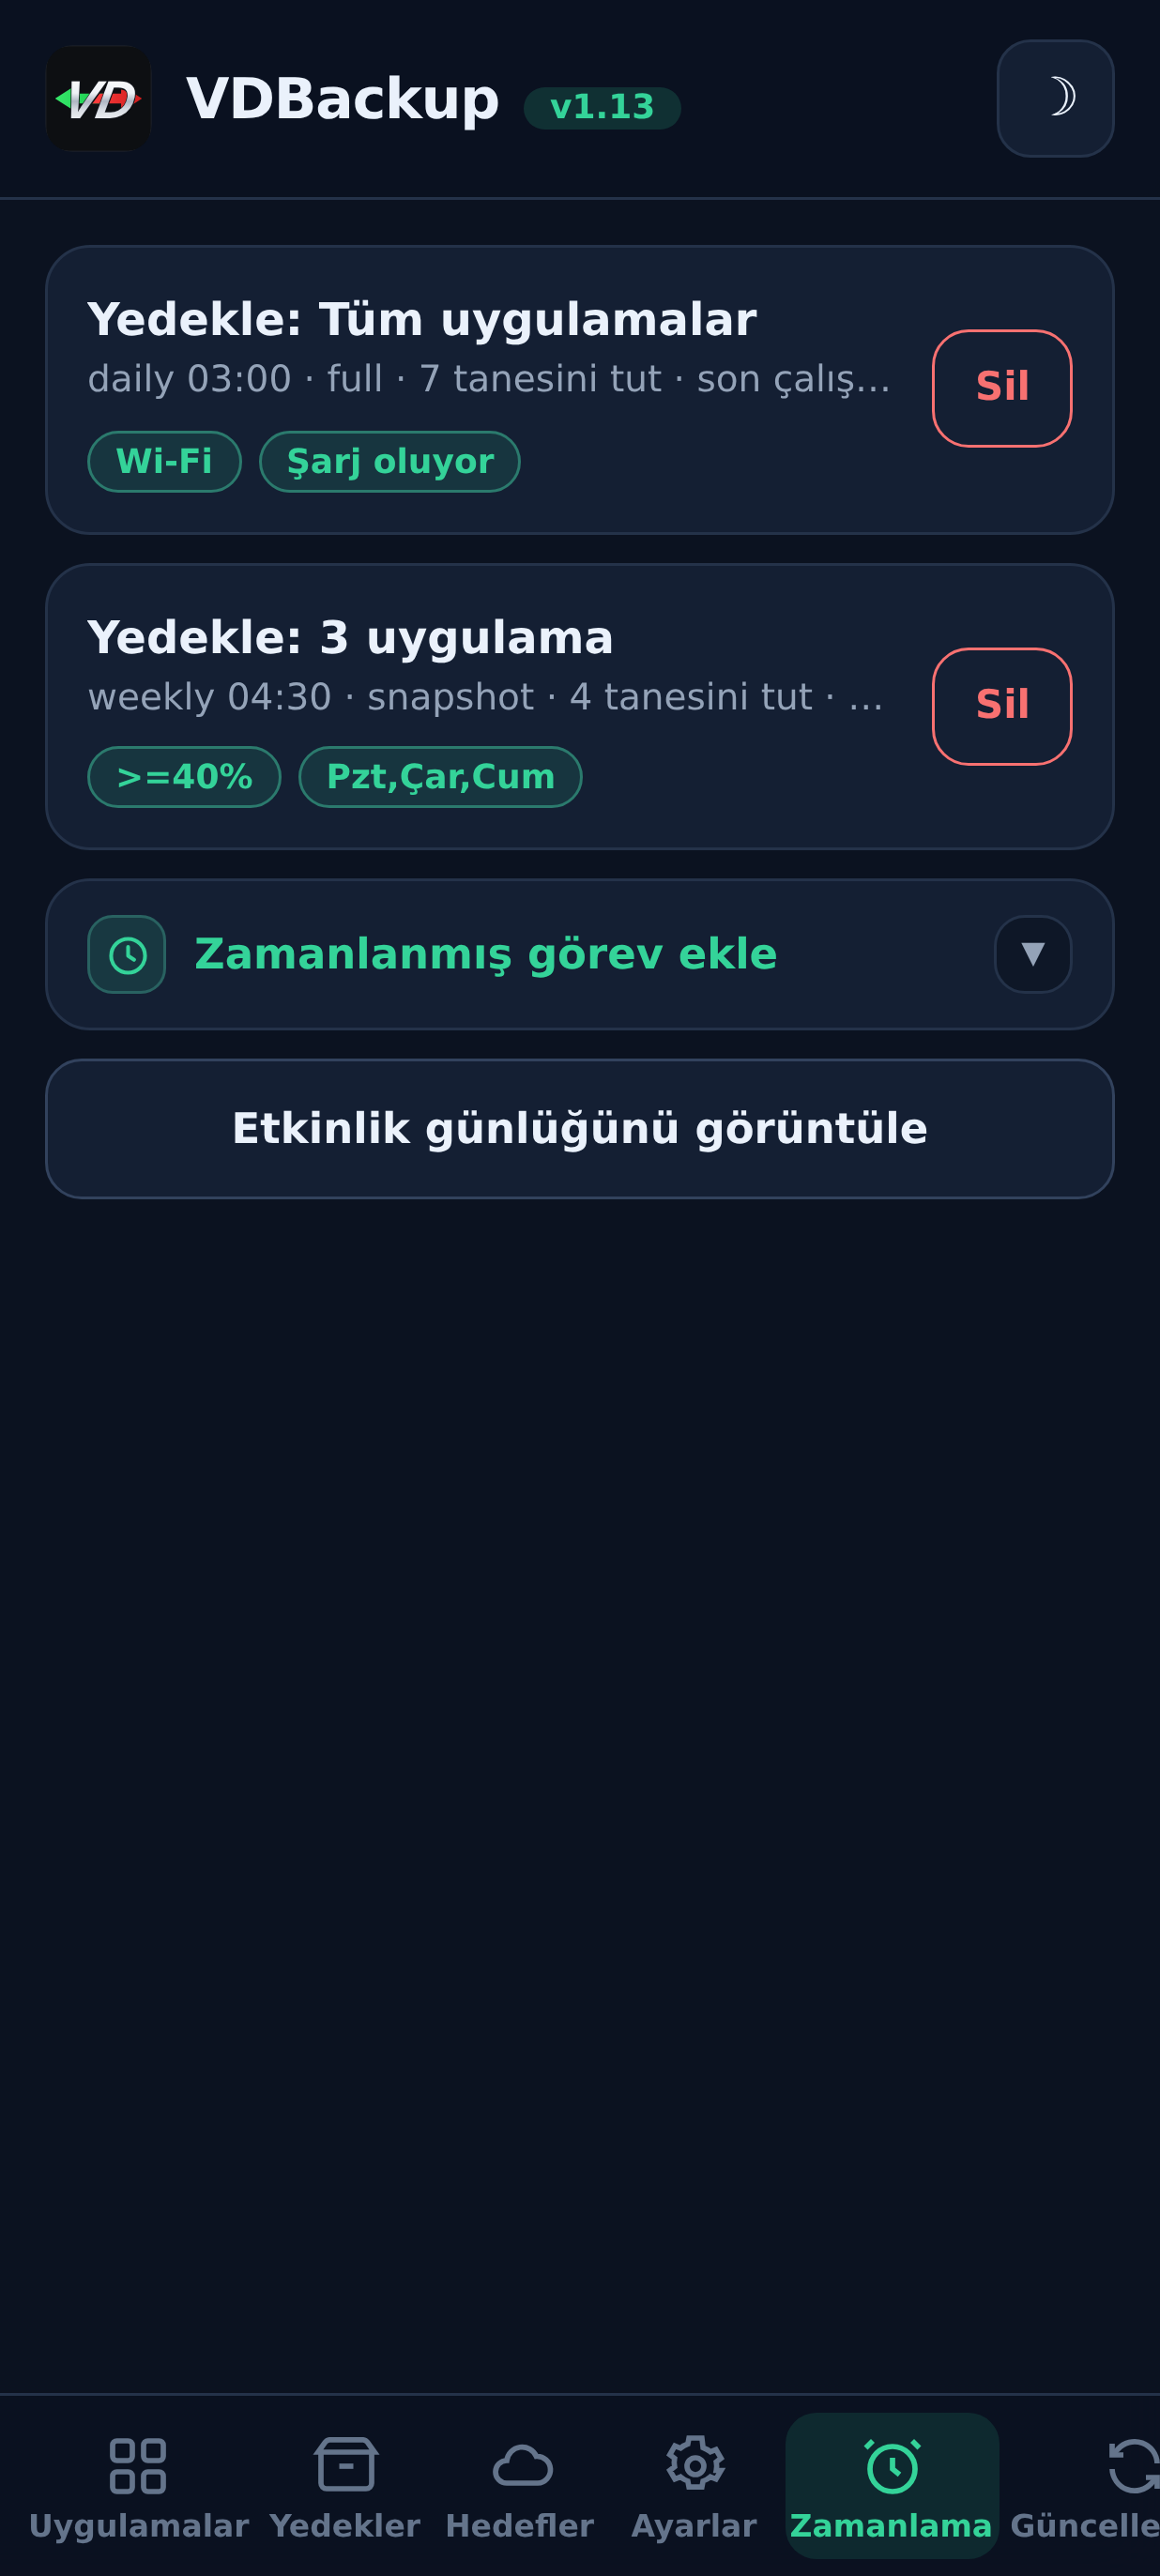 VD
VDBackup v1.13
Yedekle: Tüm uygulamalar
daily 03:00 · full · 7 tanesini tut · son çalış...
Sil
Wi-Fi
Şarj oluyor
Yedekle: 3 uygulama
weekly 04:30 · snapshot · 4 tanesini tut · ...
Sil
>=40%
Pzt,Çar,Cum
Zamanlanmış görev ekle
Etkinlik günlüğünü görüntüle
Uygulamalar
Yedekler
Hedefler
Ayarlar
Zamanlama
Güncelle